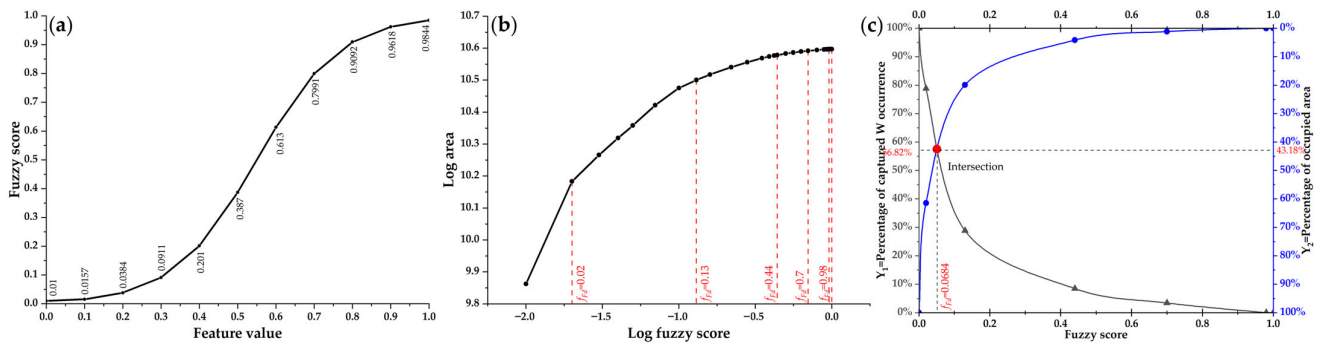 (a)
Fuzzy score
1.0
0.9
0.8
0.7
0.6
0.5
0.4
0.3
0.2
0.1
0.0
0.01
0.0157
0.0384
0.0911
0.201
0.387
0.613
0.7991
0.9092
0.9618
0.9844
0.0 0.1 0.2 0.3 0.4 0.5 0.6 0.7 0.8 0.9 1.0
Feature value
(b)
Log area
10.7
10.6
10.5
10.4
10.3
10.2
10.1
10.0
9.9
9.8
fFd=0.02
fFd=0.13
fFd=0.44
fFd=0.7
fFd=0.98
−2.0 −1.5 −1.0 −0.5 0.0
Log fuzzy score
(c)
0.0 0.2 0.4 0.6 0.8 1.0
Y1=Percentage of captured W occurrence
100%
90%
80%
70%
60%
50%
40%
30%
20%
10%
0%
Intersection
43.18%
fFd=0.0684
0%
10%
20%
30%
40%
50%
60%
70%
80%
90%
100%
Y2=Percentage of occupied area
0.0 0.2 0.4 0.6 0.8 1.0
Fuzzy score